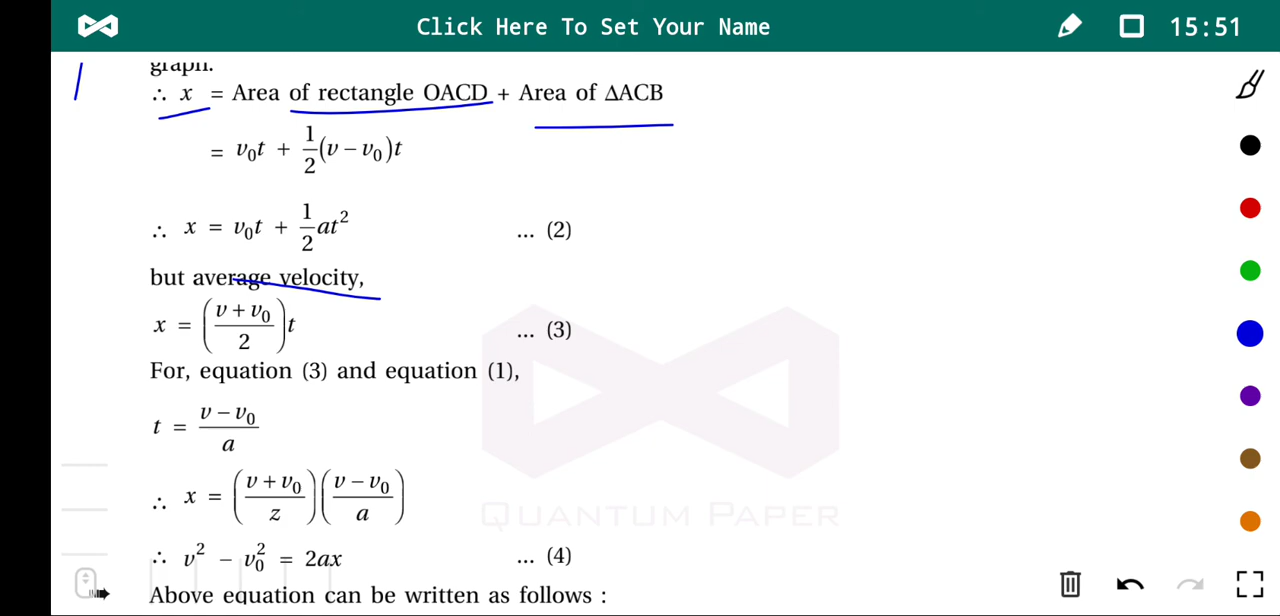 Click Here To Set Your Name
15:51
graph.
∴ x = Area of rectangle OACD + Area of ΔACB
= v₀t + 1/2(v – v₀)t
∴ x = v₀t + 1/2at² ... (2)
but average velocity,
x = ((v + v₀)/2)t ... (3)
For, equation (3) and equation (1),
t = (v – v₀)/a
∴ x = ((v + v₀)/z)((v – v₀)/a)
∴ v² – v₀² = 2ax ... (4)
Above equation can be written as follows :
QUANTUM PAPER